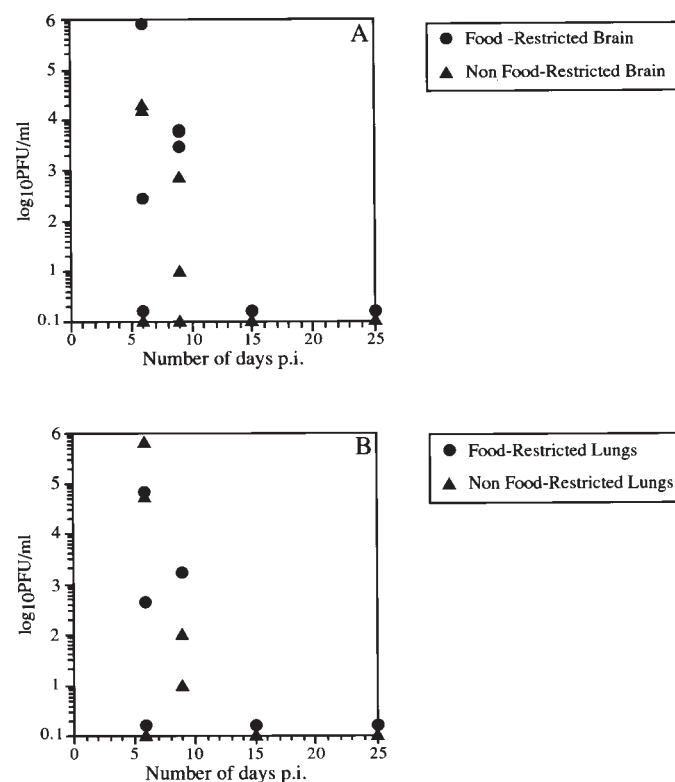 6
5
4
3
2
1
0.1
log10PFU/ml
A
0 5 10 15 20 25
Number of days p.i.
Food -Restricted Brain
Non Food-Restricted Brain
6
5
4
3
2
1
0.1
log10PFU/ml
B
0 5 10 15 20 25
Number of days p.i.
Food-Restricted Lungs
Non Food-Restricted Lungs